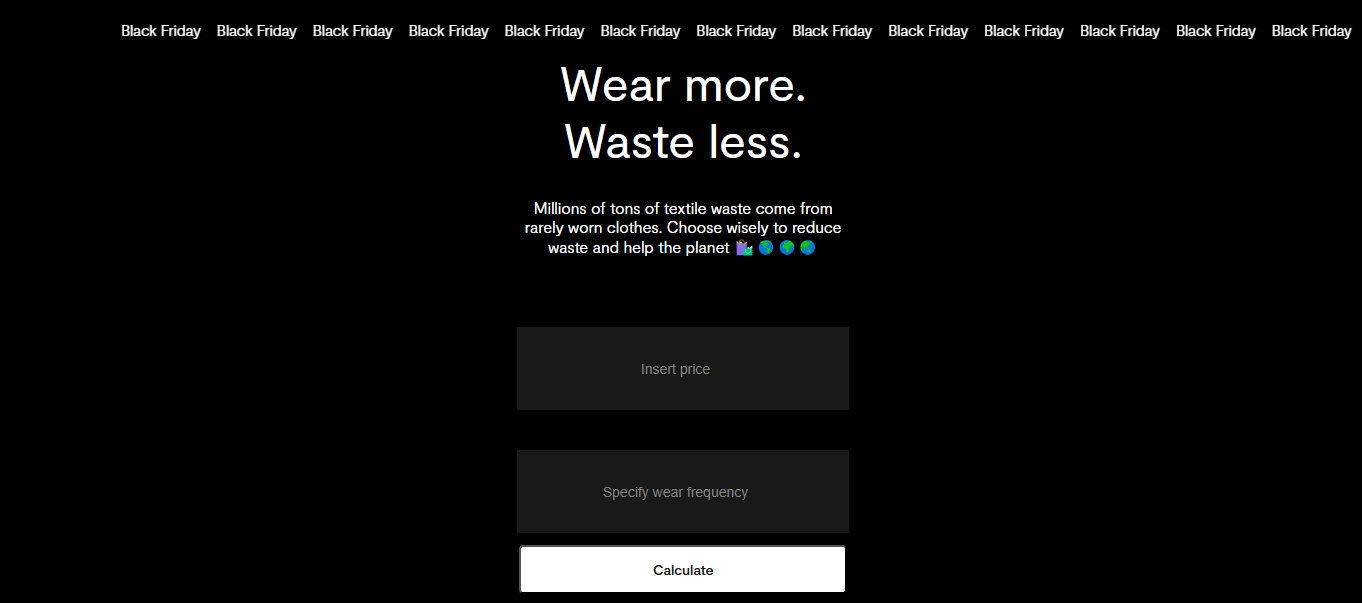 Black Friday Black Friday Black Friday Black Friday Black Friday Black Friday Black Friday Black Friday Black Friday Black Friday Black Friday Black Friday Black Friday
Wear more.
Waste less.
Millions of tons of textile waste come from
rarely worn clothes. Choose wisely to reduce
waste and help the planet 🛍️ 🌎 🌍 🌏
Insert price
Specify wear frequency
Calculate